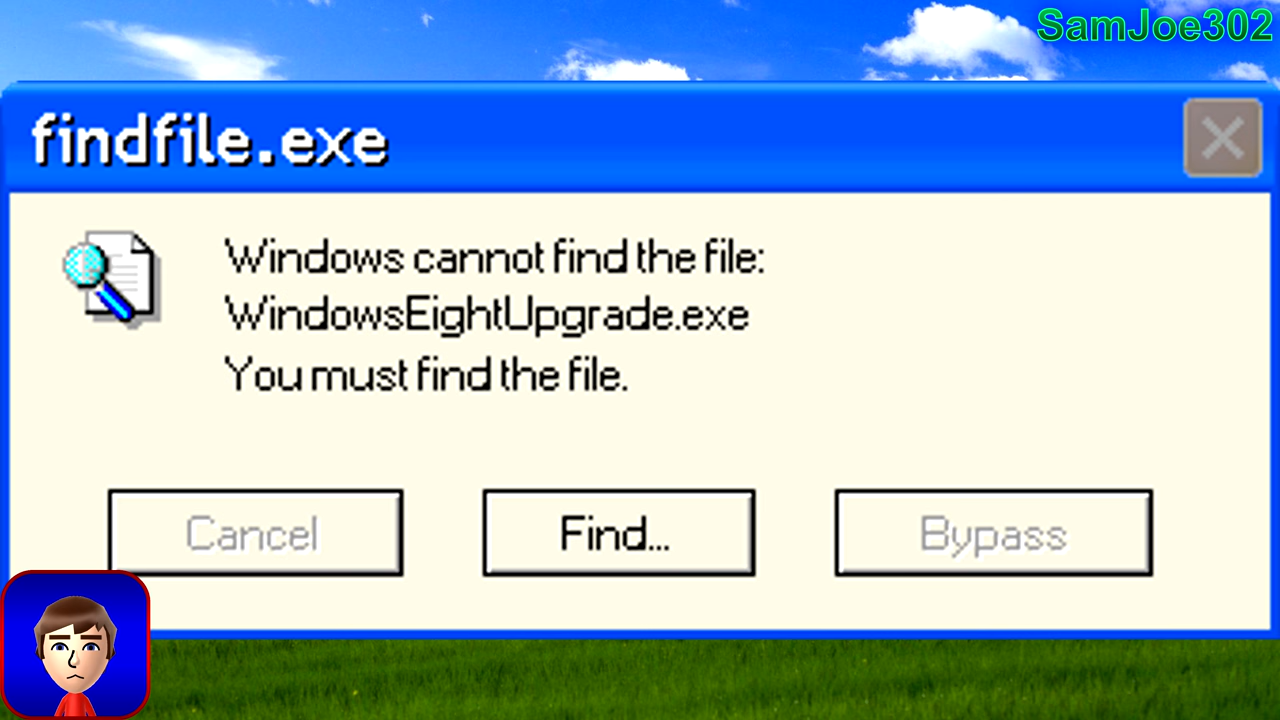 SamJoe302
findfile.exe
Windows cannot find the file:
WindowsEightUpgrade.exe
You must find the file.
Cancel
Find...
Bypass